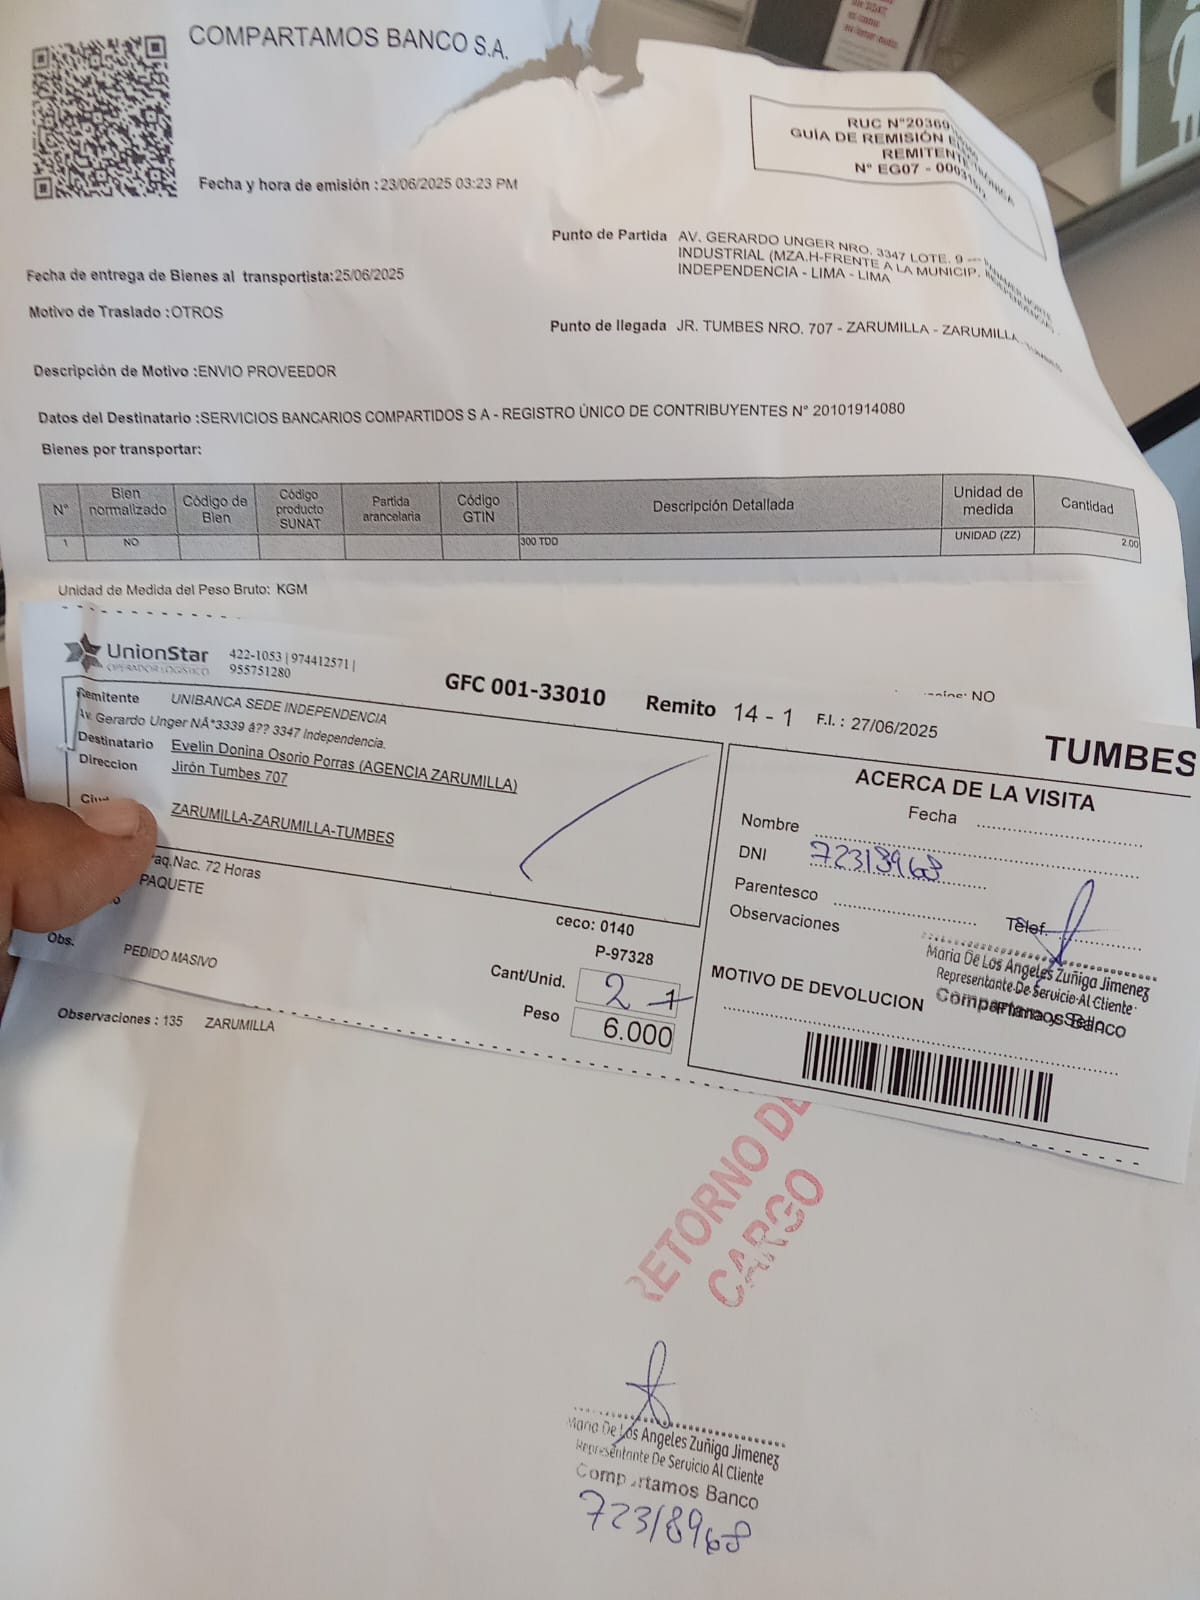 COMPARTAMOS BANCO S.A.
RUC N°20369
GUÍA DE REMISIÓN
REMITENTE
N° EG07 - 00031
Fecha y hora de emisión :23/06/2025 03:23 PM
Punto de Partida AV. GERARDO UNGER NRO. 3347 LOTE. 9
INDUSTRIAL (MZA.H-FRENTE A LA MUNICIP.
INDEPENDENCIA - LIMA - LIMA
Fecha de entrega de Bienes al transportista:25/06/2025
Motivo de Traslado :OTROS
Punto de llegada JR. TUMBES NRO. 707 - ZARUMILLA - ZARUMILLA
Descripción de Motivo :ENVIO PROVEEDOR
Datos del Destinatario :SERVICIOS BANCARIOS COMPARTIDOS S A - REGISTRO ÚNICO DE CONTRIBUYENTES N° 20101914080
Bienes por transportar:
N° Bien normalizado Código de Bien Código producto SUNAT Partida arancelaria Código GTIN Descripción Detallada Unidad de medida Cantidad
1 NO 300 TDD UNIDAD (ZZ) 2.00
Unidad de Medida del Peso Bruto: KGM
NO
UnionStar
OPERADOR LOGÍSTICO
422-1053 | 974412571 |
955751280
GFC 001-33010 Remito 14 - 1 F.I. : 27/06/2025
TUMBES
Remitente UNIBANCA SEDE INDEPENDENCIA
Av. Gerardo Unger NÂ°3339 â?? 3347 Independencia.
Destinatario Evelin Donina Osorio Porras (AGENCIA ZARUMILLA)
Direccion Jirón Tumbes 707
ZARUMILLA-ZARUMILLA-TUMBES
aq.Nac. 72 Horas
PAQUETE
Obs. PEDIDO MASIVO
ceco: 0140
P-97328
Cant/Unid. 2 1
Peso 6.000
ACERCA DE LA VISITA
Fecha
Nombre
DNI 72318968
Parentesco
Observaciones
Télef.
Maria De Los Angeles Zuñiga Jimenez
Representante De Servicio Al Cliente
Compartamos Banco
Firma y Sello
MOTIVO DE DEVOLUCION
Observaciones : 135 ZARUMILLA
RETORNO DE
CARGO
Maria De Los Angeles Zuñiga Jimenez
Representante De Servicio Al Cliente
Compartamos Banco
72318968